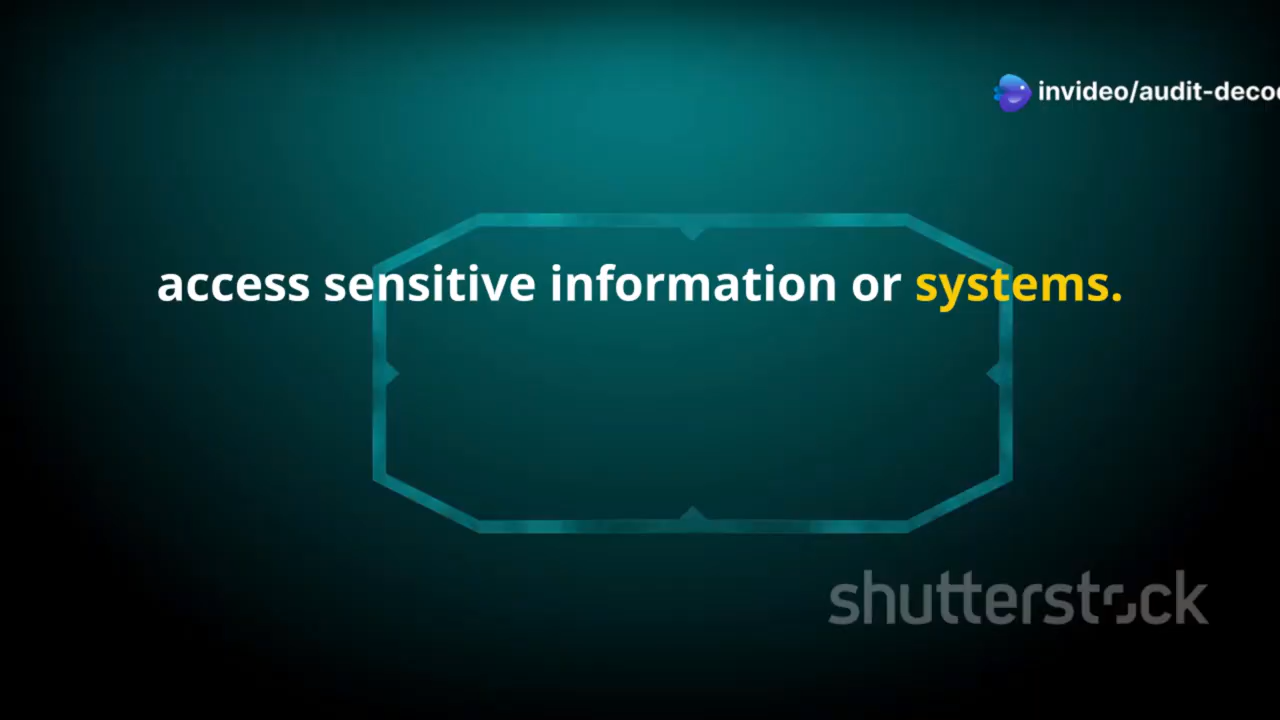 invideo/audit-deco
access sensitive information or systems.
shutterstock